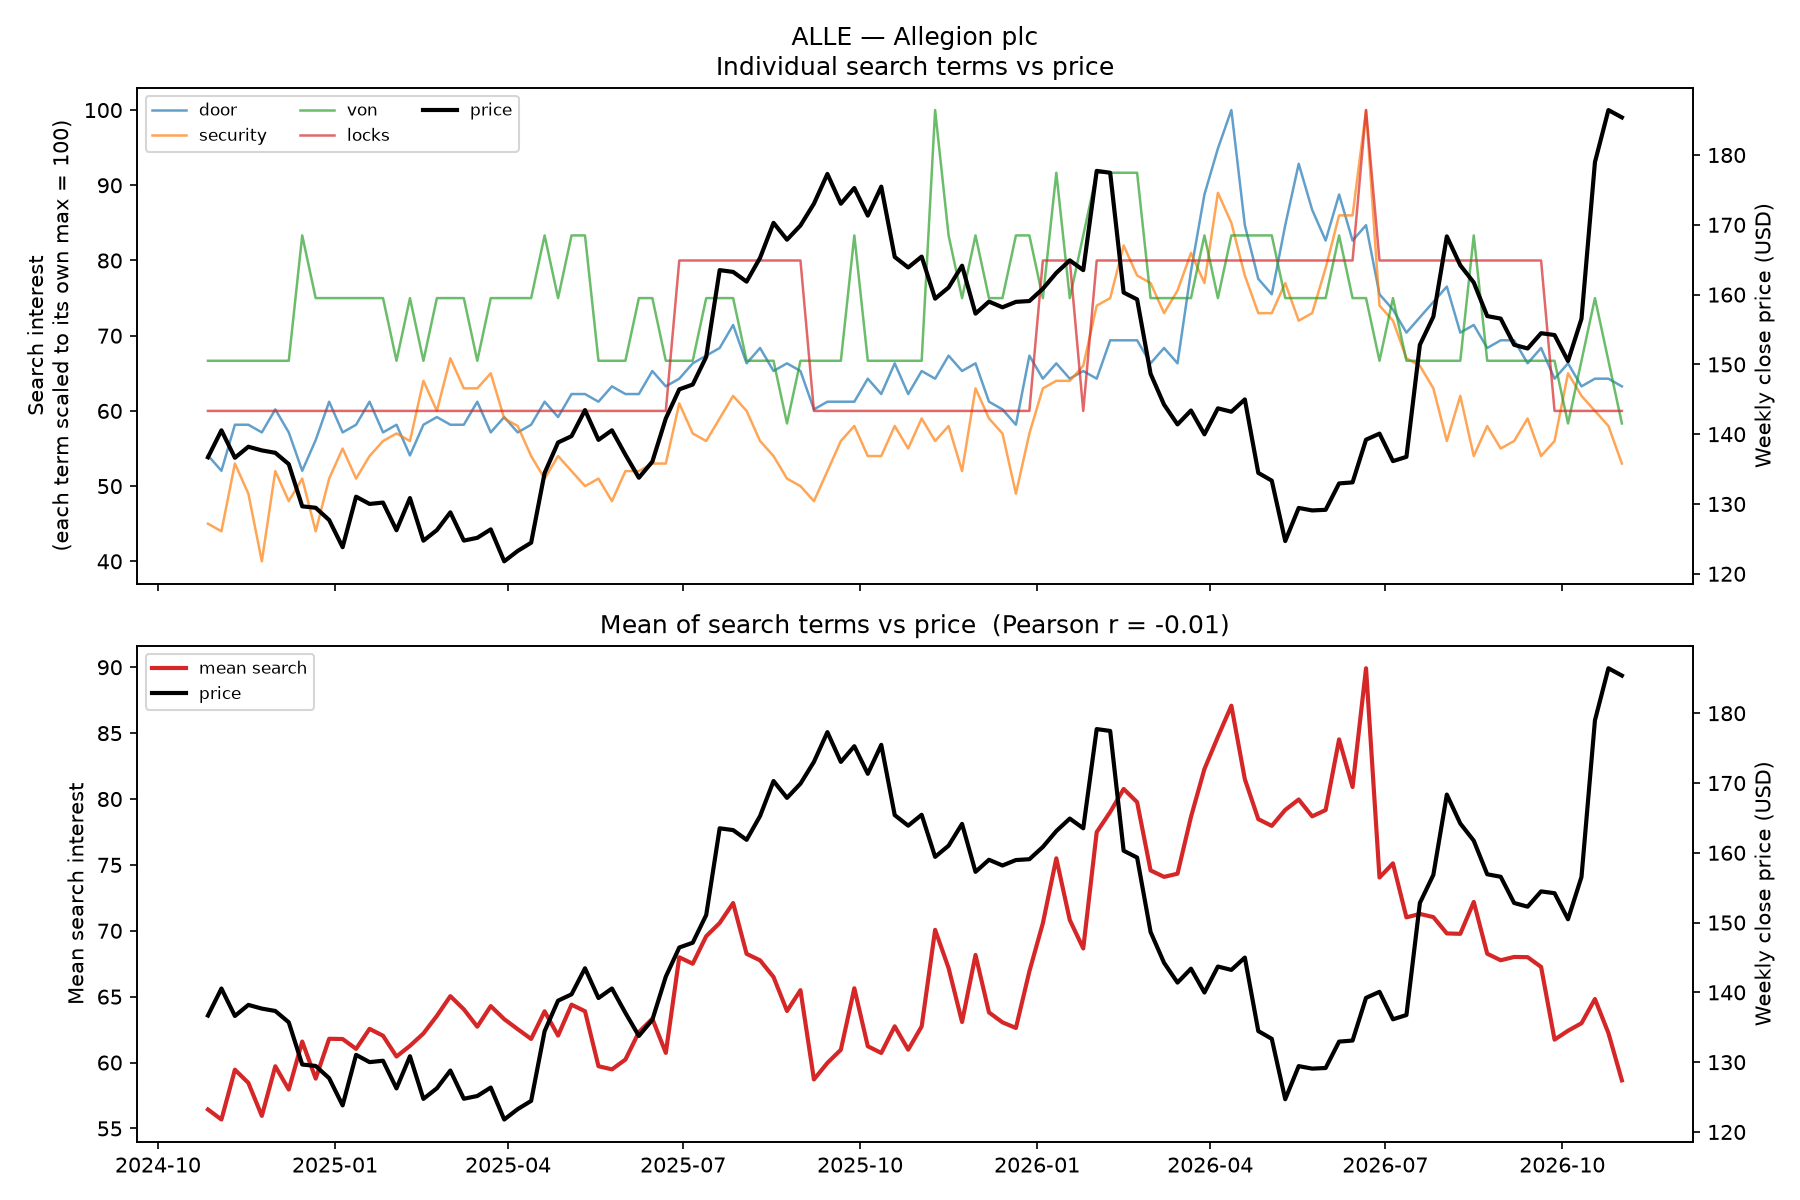 ALLE — Allegion plc
Individual search terms vs price
door
security
von
locks
price
Search interest
(each term scaled to its own max = 100)
100
90
80
70
60
50
40
180
170
160
150
140
130
120
Weekly close price (USD)
Mean of search terms vs price  (Pearson r = -0.01)
mean search
price
Mean search interest
90
85
80
75
70
65
60
55
180
170
160
150
140
130
120
Weekly close price (USD)
2024-10
2025-01
2025-04
2025-07
2025-10
2026-01
2026-04
2026-07
2026-10